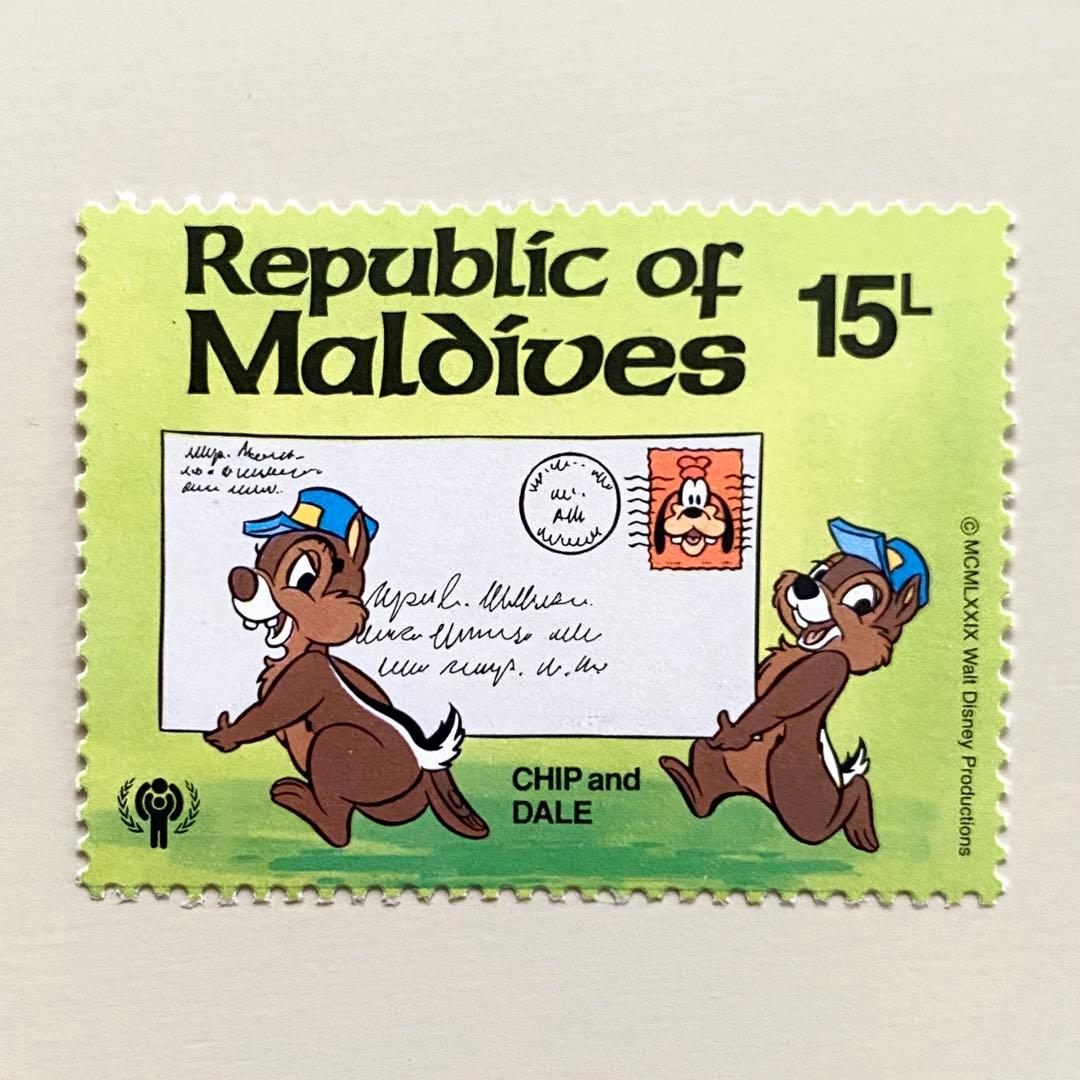 Republic of
Maldives
15L
CHIP and
DALE
© MCMLXXIX Walt Disney Productions